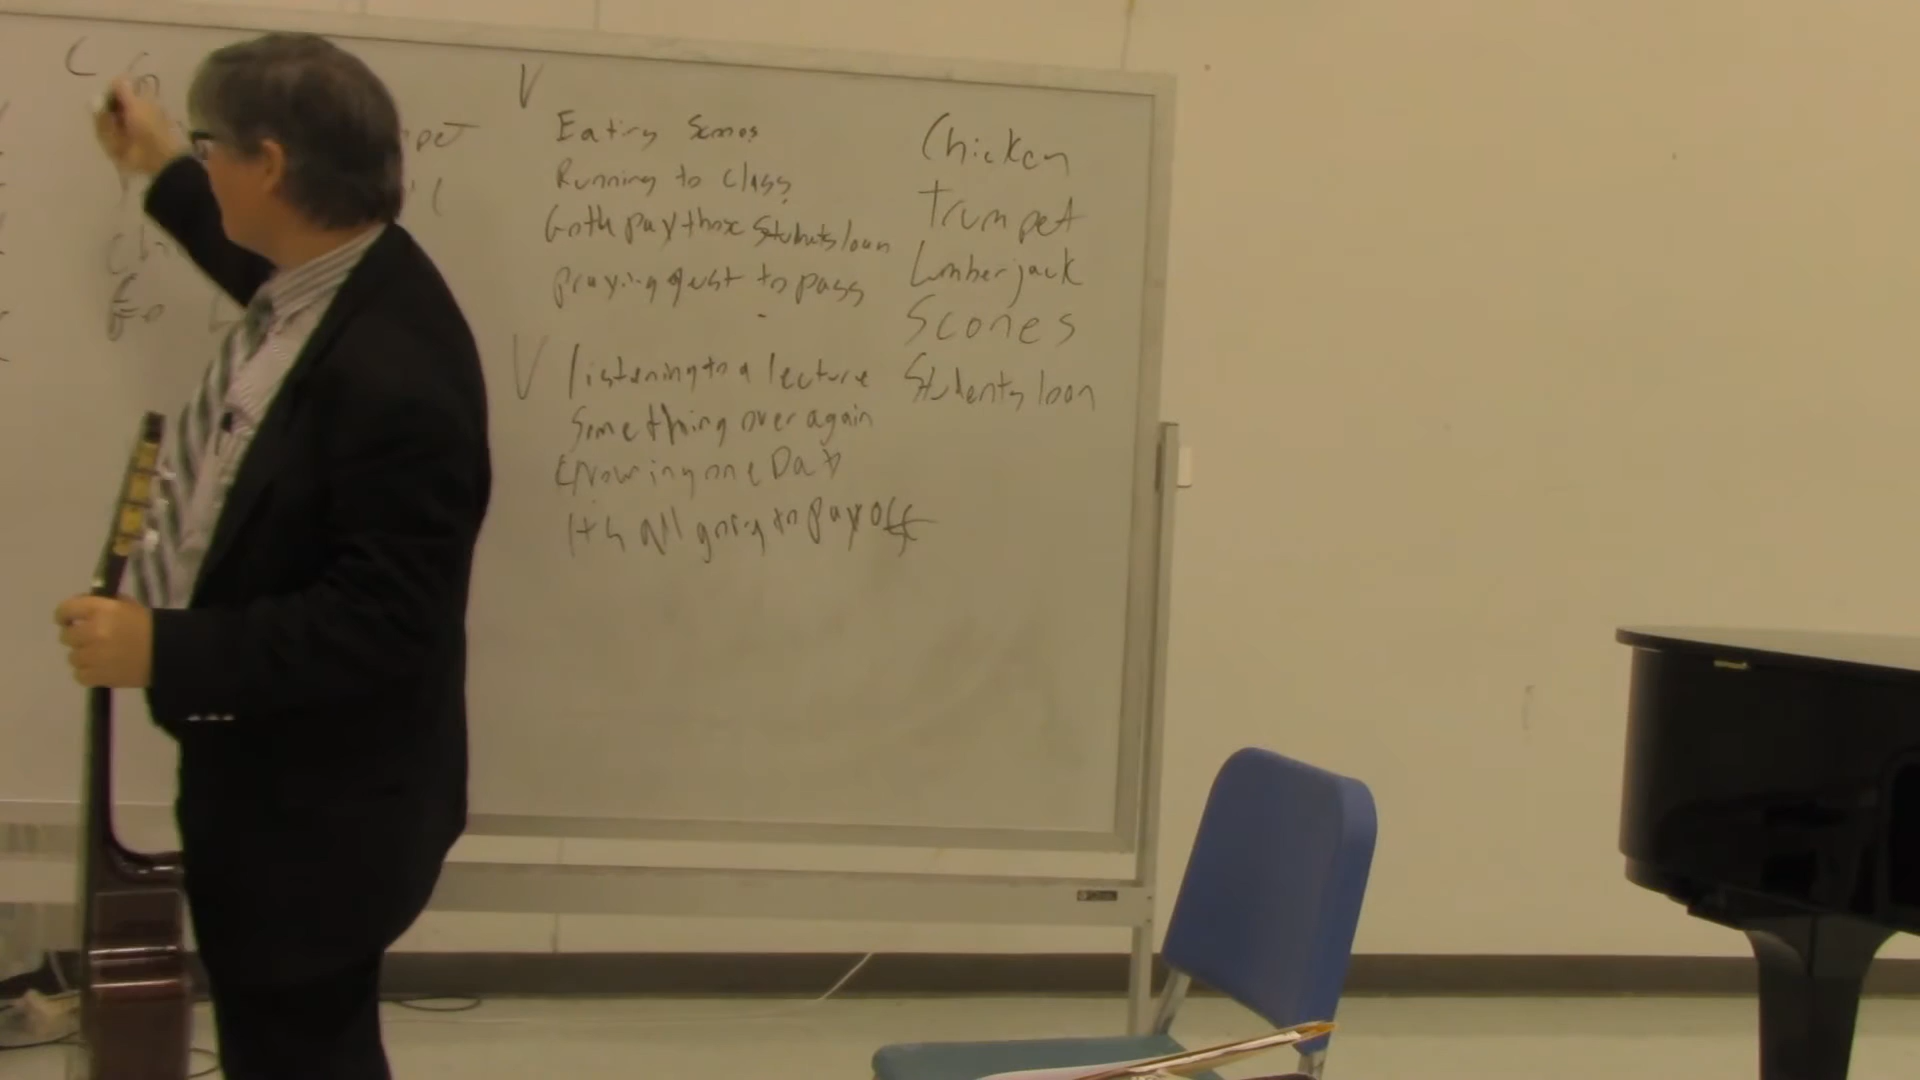 C
V
Eating Scones
Running to class
Gotta pay those Students loan
praying just to pass
V listening to a lecture
Something over again
Knowing one Day
It's all going to pay off
Chicken
Trumpet
Lumberjack
Scones
Students loan